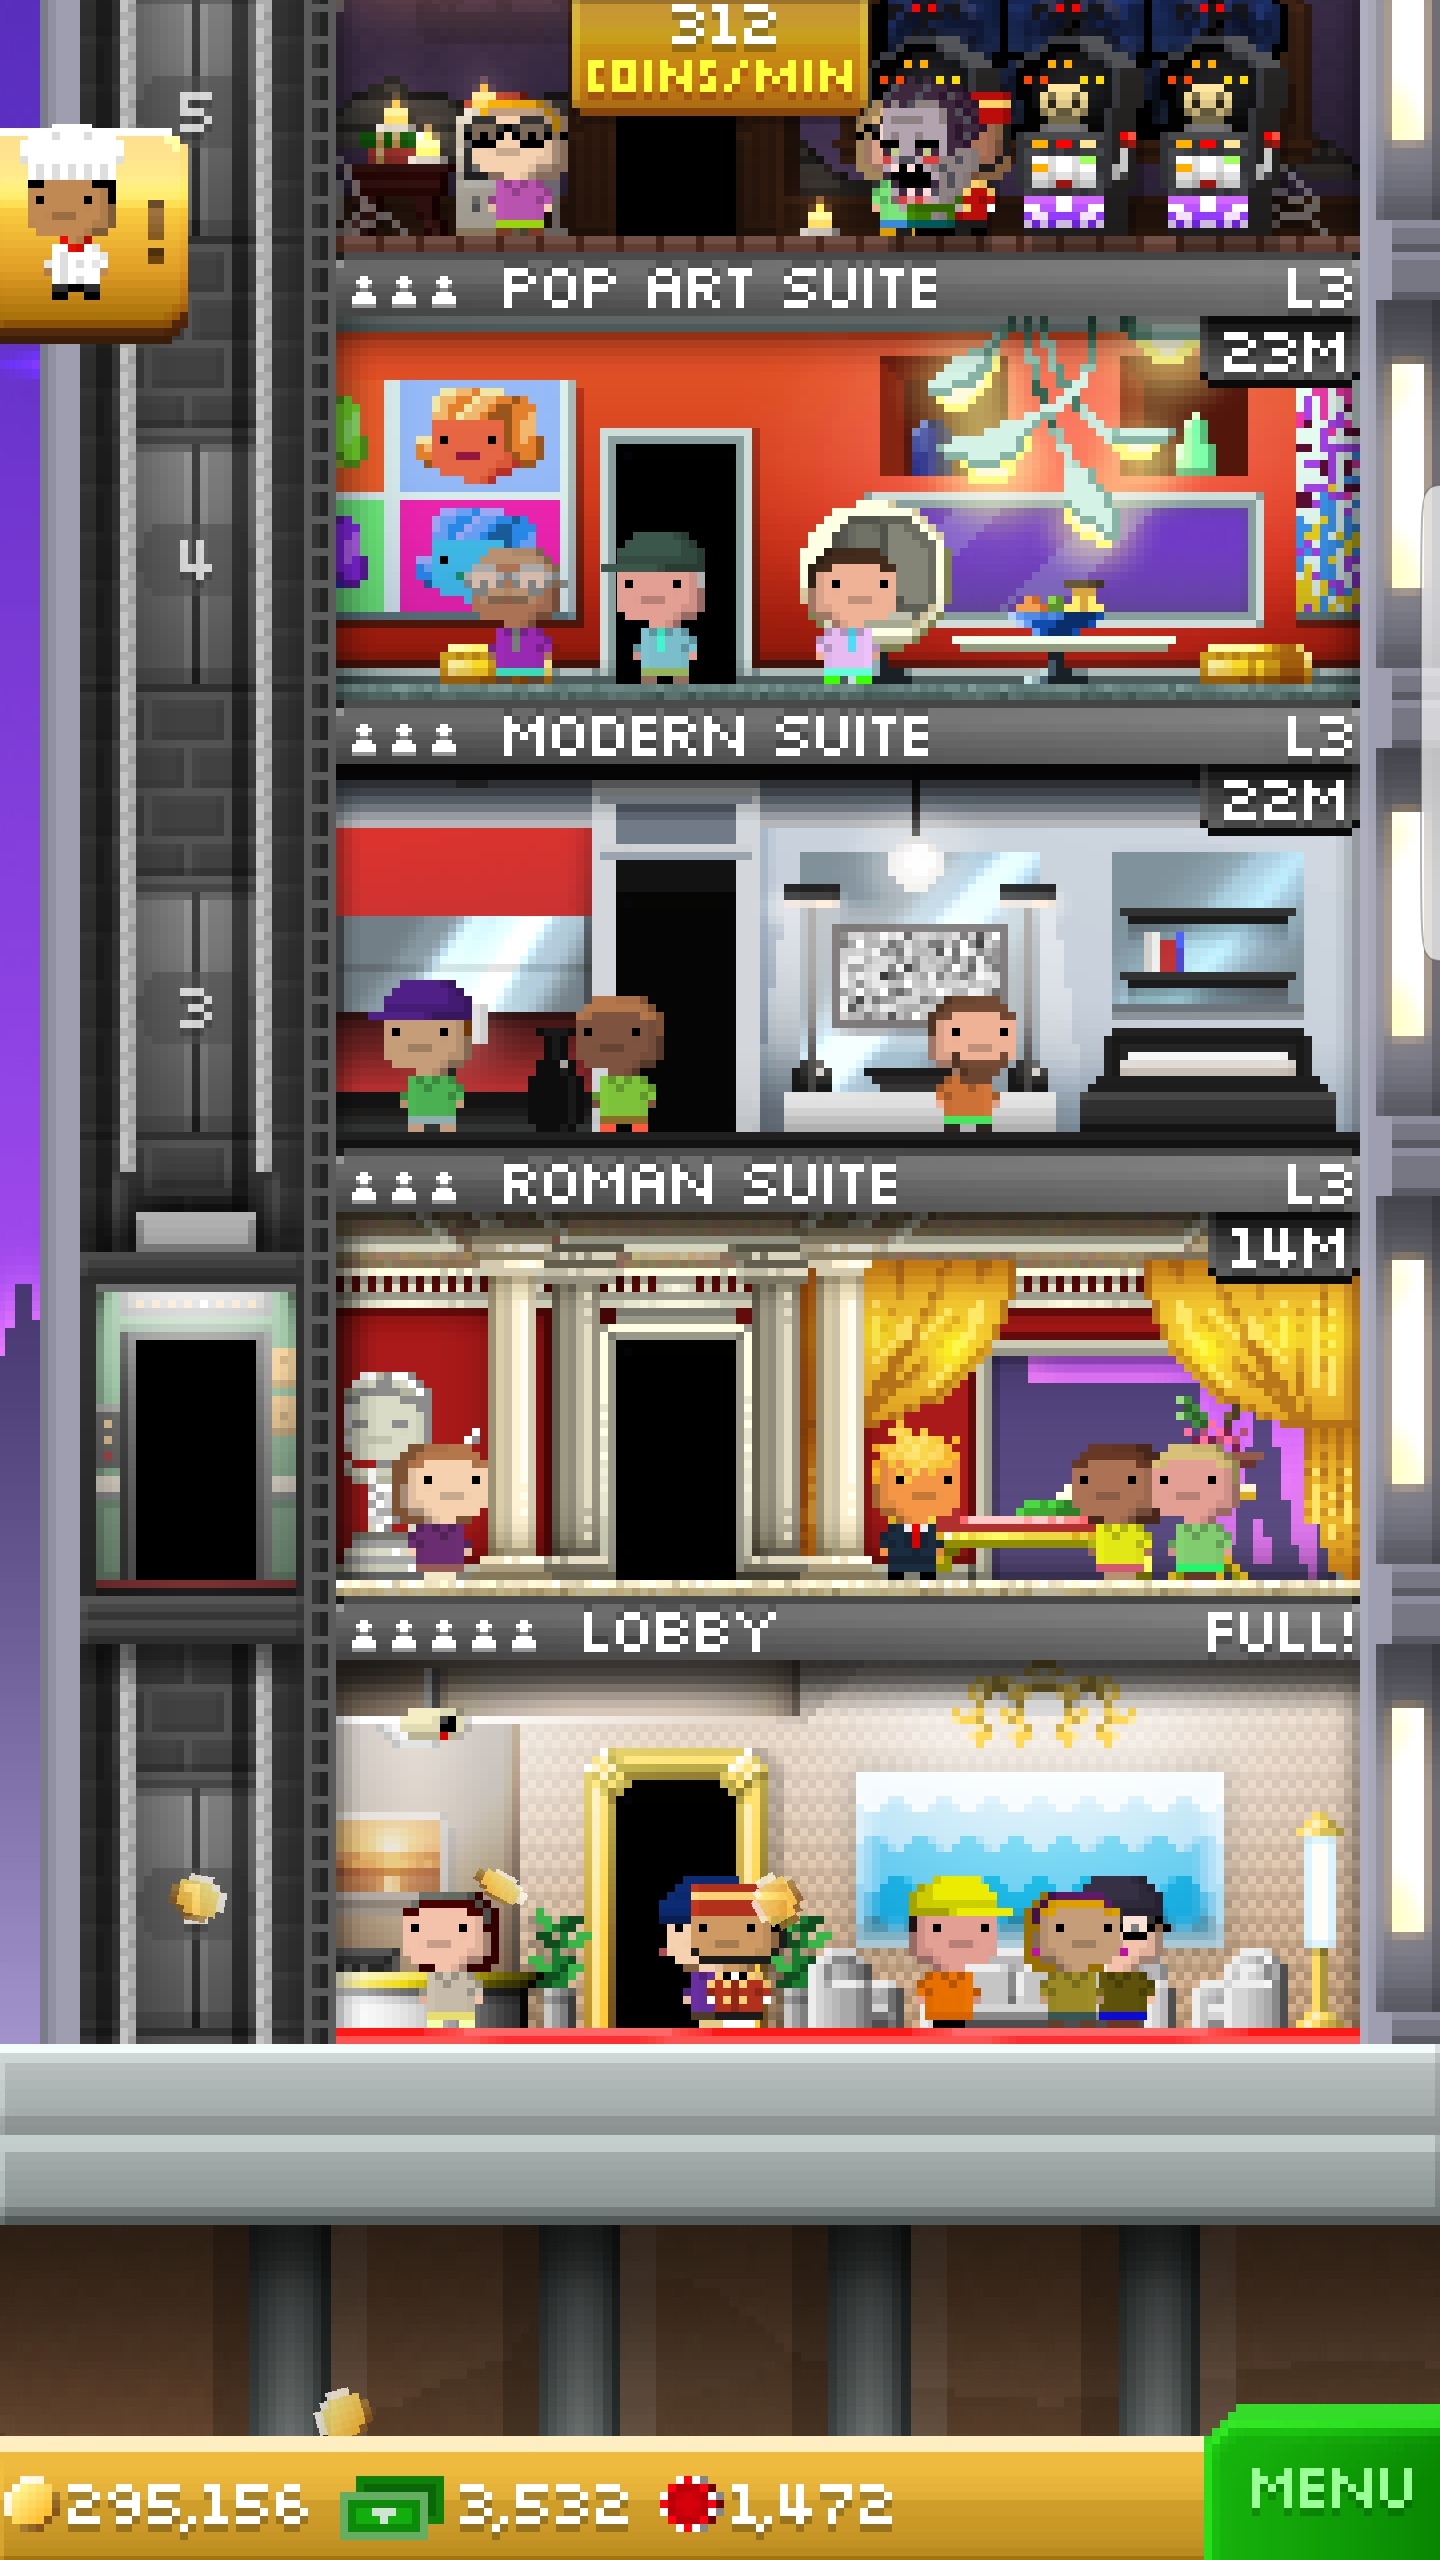 312
COINS/MIN
5
POP ART SUITE L3
23M
4
MODERN SUITE L3
22M
3
ROMAN SUITE L3
14M
LOBBY FULL!
295,156 3,532 1,472
MENU